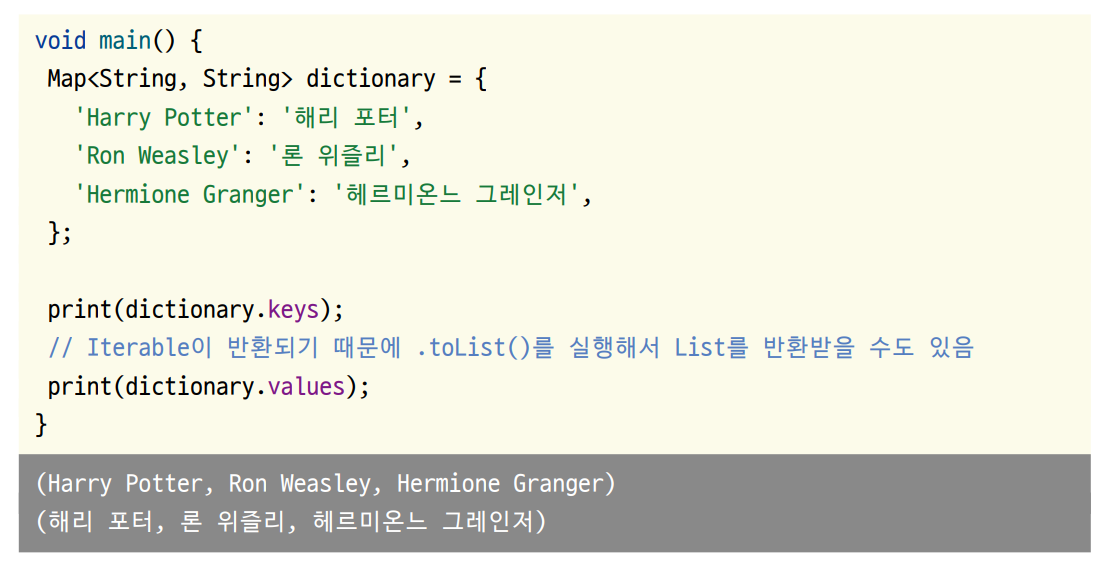 void main() {
Map<String, String> dictionary = {
'Harry Potter': '해리 포터',
'Ron Weasley': '론 위즐리',
'Hermione Granger': '헤르미온느 그레인저',
};
print(dictionary.keys);
// Iterable이 반환되기 때문에 .toList()를 실행해서 List를 반환받을 수도 있음
print(dictionary.values);
}
(Harry Potter, Ron Weasley, Hermione Granger)
(해리 포터, 론 위즐리, 헤르미온느 그레인저)